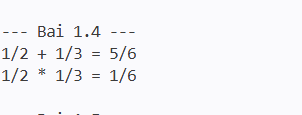 --- Bai 1.4 ---
1/2 + 1/3 = 5/6
1/2 * 1/3 = 1/6